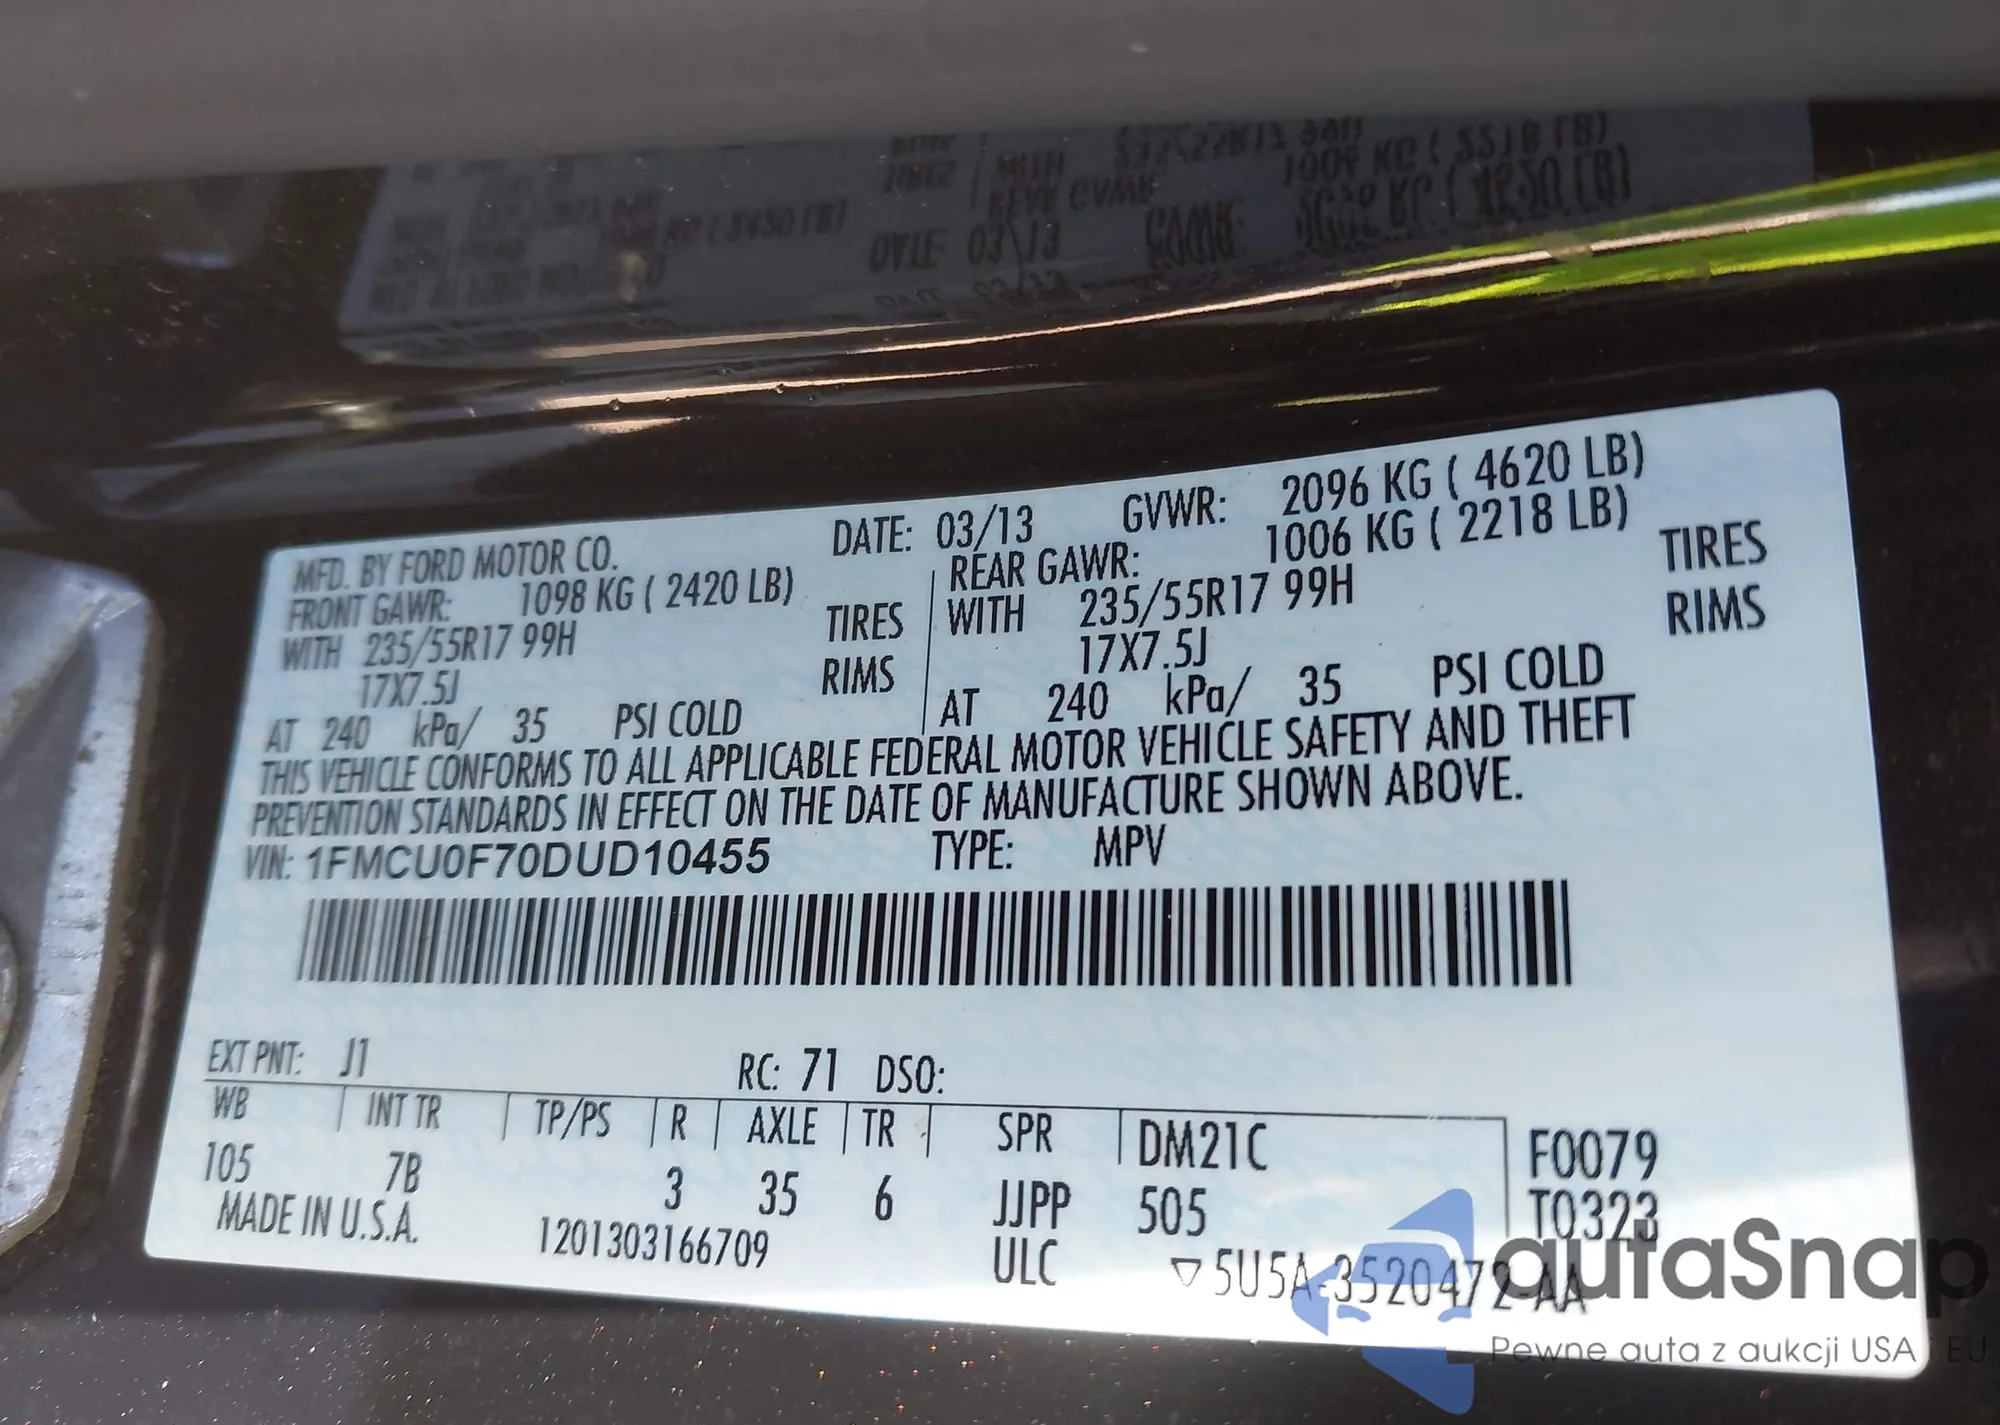 MFD. BY FORD MOTOR CO. DATE: 03/13 GVWR: 2096 KG ( 4620 LB)
FRONT GAWR: 1098 KG ( 2420 LB) REAR GAWR: 1006 KG ( 2218 LB)
WITH 235/55R17 99H TIRES WITH 235/55R17 99H TIRES
17X7.5J RIMS 17X7.5J RIMS
AT 240 kPa/ 35 PSI COLD AT 240 kPa/ 35 PSI COLD
THIS VEHICLE CONFORMS TO ALL APPLICABLE FEDERAL MOTOR VEHICLE SAFETY AND THEFT
PREVENTION STANDARDS IN EFFECT ON THE DATE OF MANUFACTURE SHOWN ABOVE.
VIN: 1FMCU0F70DUD10455 TYPE: MPV
EXT PNT: J1 RC: 71 DSO:
WB INT TR TP/PS R AXLE TR SPR DM21C F0079
105 7B 3 35 6 JJPP 505 T0323
MADE IN U.S.A. 1201303166709 ULC 5U5A-3520472-AA
autaSnap
Pewne auta z aukcji USA i EU